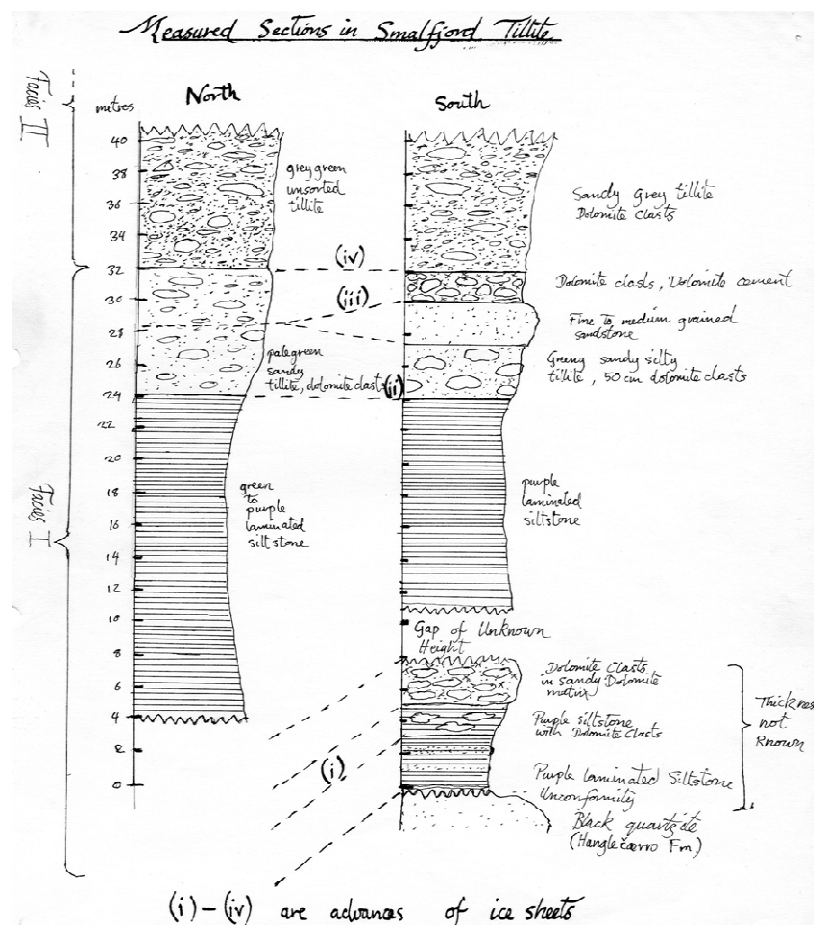 Measured Sections in Smalfjord Tillite
Facies II
metres
North
South
40
38
36
34
32
30
28
26
24
22
20
18
16
14
12
10
8
6
4
2
0
grey green
unsorted
tillite
(iv)
(iii)
pale green
sandy
tillite, dolomite clasts
(ii)
green
to
purple
laminated
siltstone
Facies I
(i)
Sandy Grey tillite
Dolomite clasts
Dolomite clasts, Dolomite cement
Fine to medium grained
sandstone
sandy silty
tillite, 50 cm dolomite clasts
purple
laminated
siltstone
Gap of Unknown
Height
Dolomite Clasts
in sandy Dolomite
matrix
Purple siltstone
with Dolomite Clasts
Thickness
not
Known
Purple laminated Siltstone
Unconformity
Black quartzite
(Hanglečærro Fm)
(i) – (iv) are advances of ice sheets